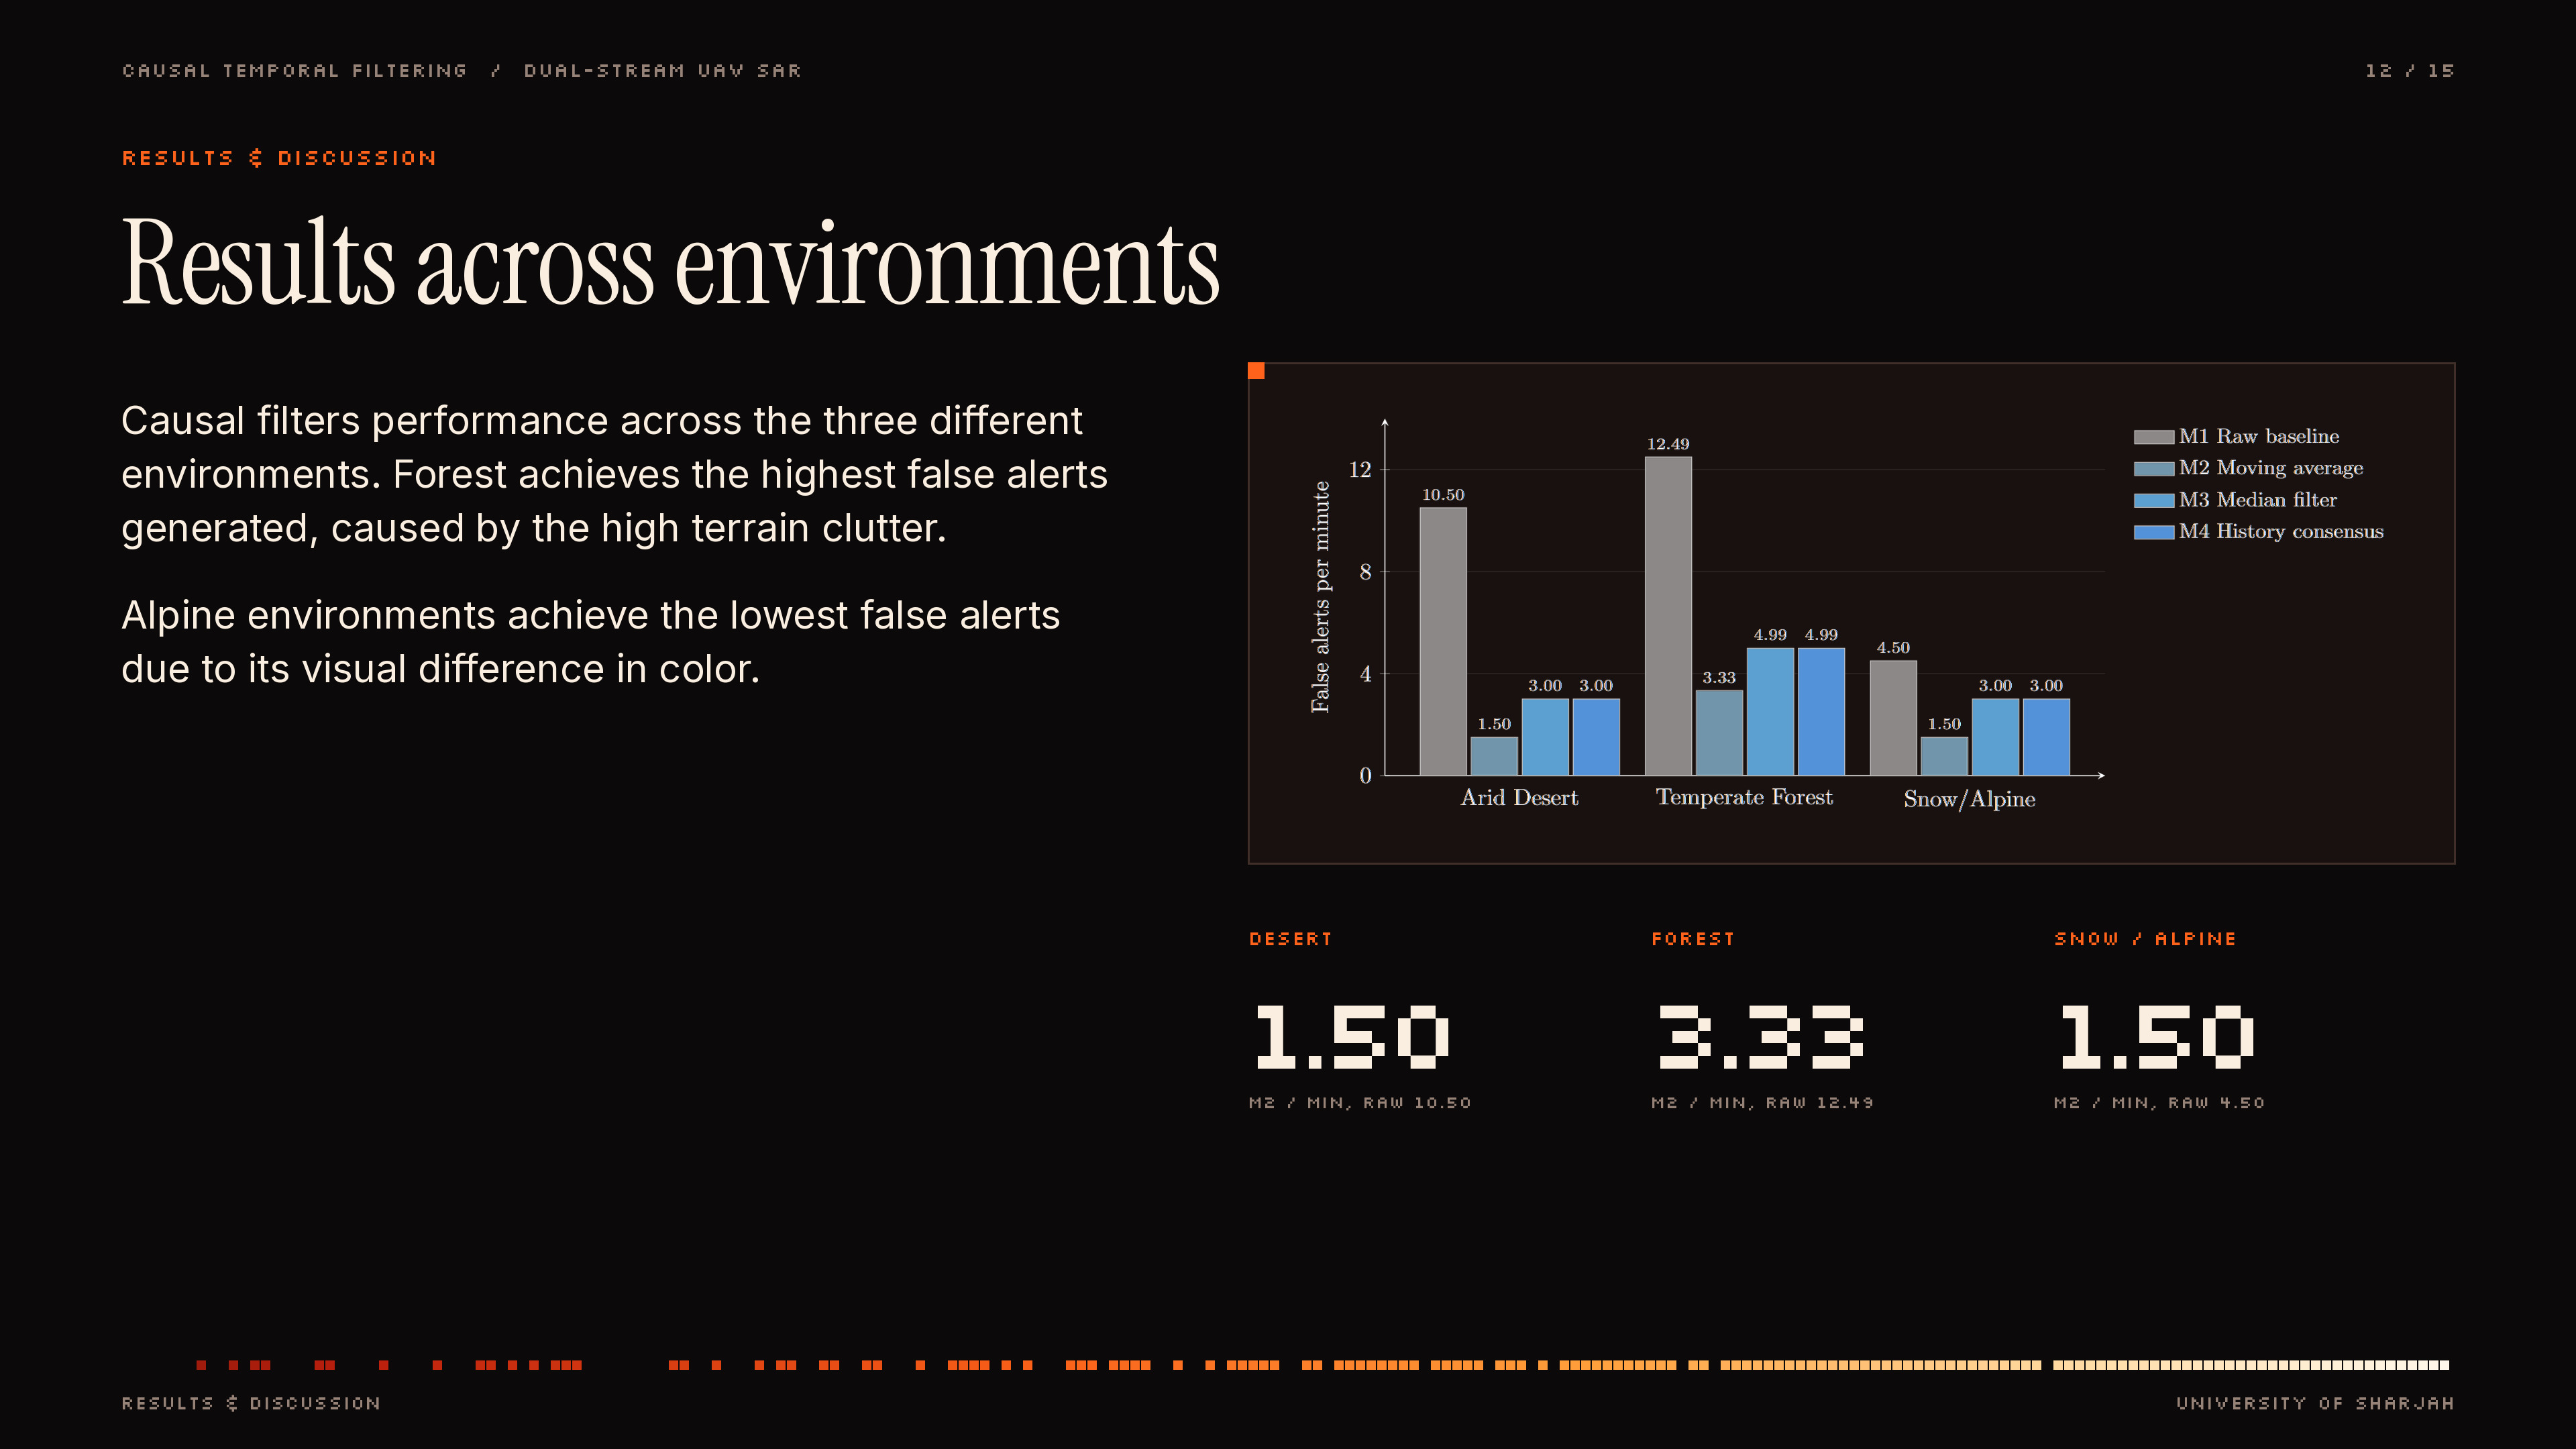 CAUSAL TEMPORAL FILTERING / DUAL-STREAM UAV SAR
12 / 15
RESULTS & DISCUSSION
Results across environments
Causal filters performance across the three different
environments. Forest achieves the highest false alerts
generated, caused by the high terrain clutter.
Alpine environments achieve the lowest false alerts
due to its visual difference in color.
False alerts per minute
12
8
4
0
10.50
1.50
3.00
3.00
12.49
3.33
4.99
4.99
4.50
1.50
3.00
3.00
Arid Desert
Temperate Forest
Snow/Alpine
M1 Raw baseline
M2 Moving average
M3 Median filter
M4 History consensus
DESERT
1.50
M2 / MIN, RAW 10.50
FOREST
3.33
M2 / MIN, RAW 12.49
SNOW / ALPINE
1.50
M2 / MIN, RAW 4.50
RESULTS & DISCUSSION
UNIVERSITY OF SHARJAH